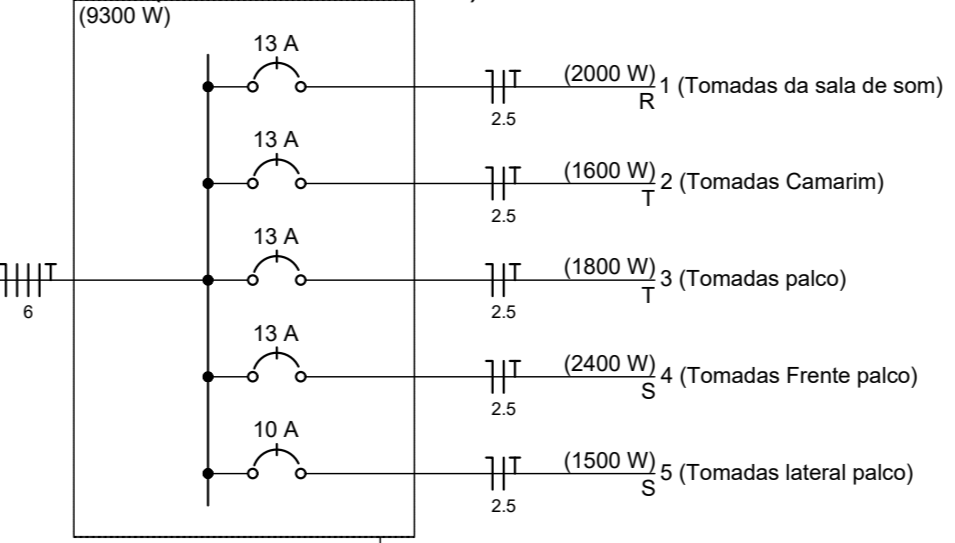 (9300 W)
13 A
(2000 W) 1 (Tomadas da sala de som)
R
2.5
13 A
(1600 W) 2 (Tomadas Camarim)
T
2.5
13 A
(1800 W) 3 (Tomadas palco)
T
2.5
6
13 A
(2400 W) 4 (Tomadas Frente palco)
S
2.5
10 A
(1500 W) 5 (Tomadas lateral palco)
S
2.5